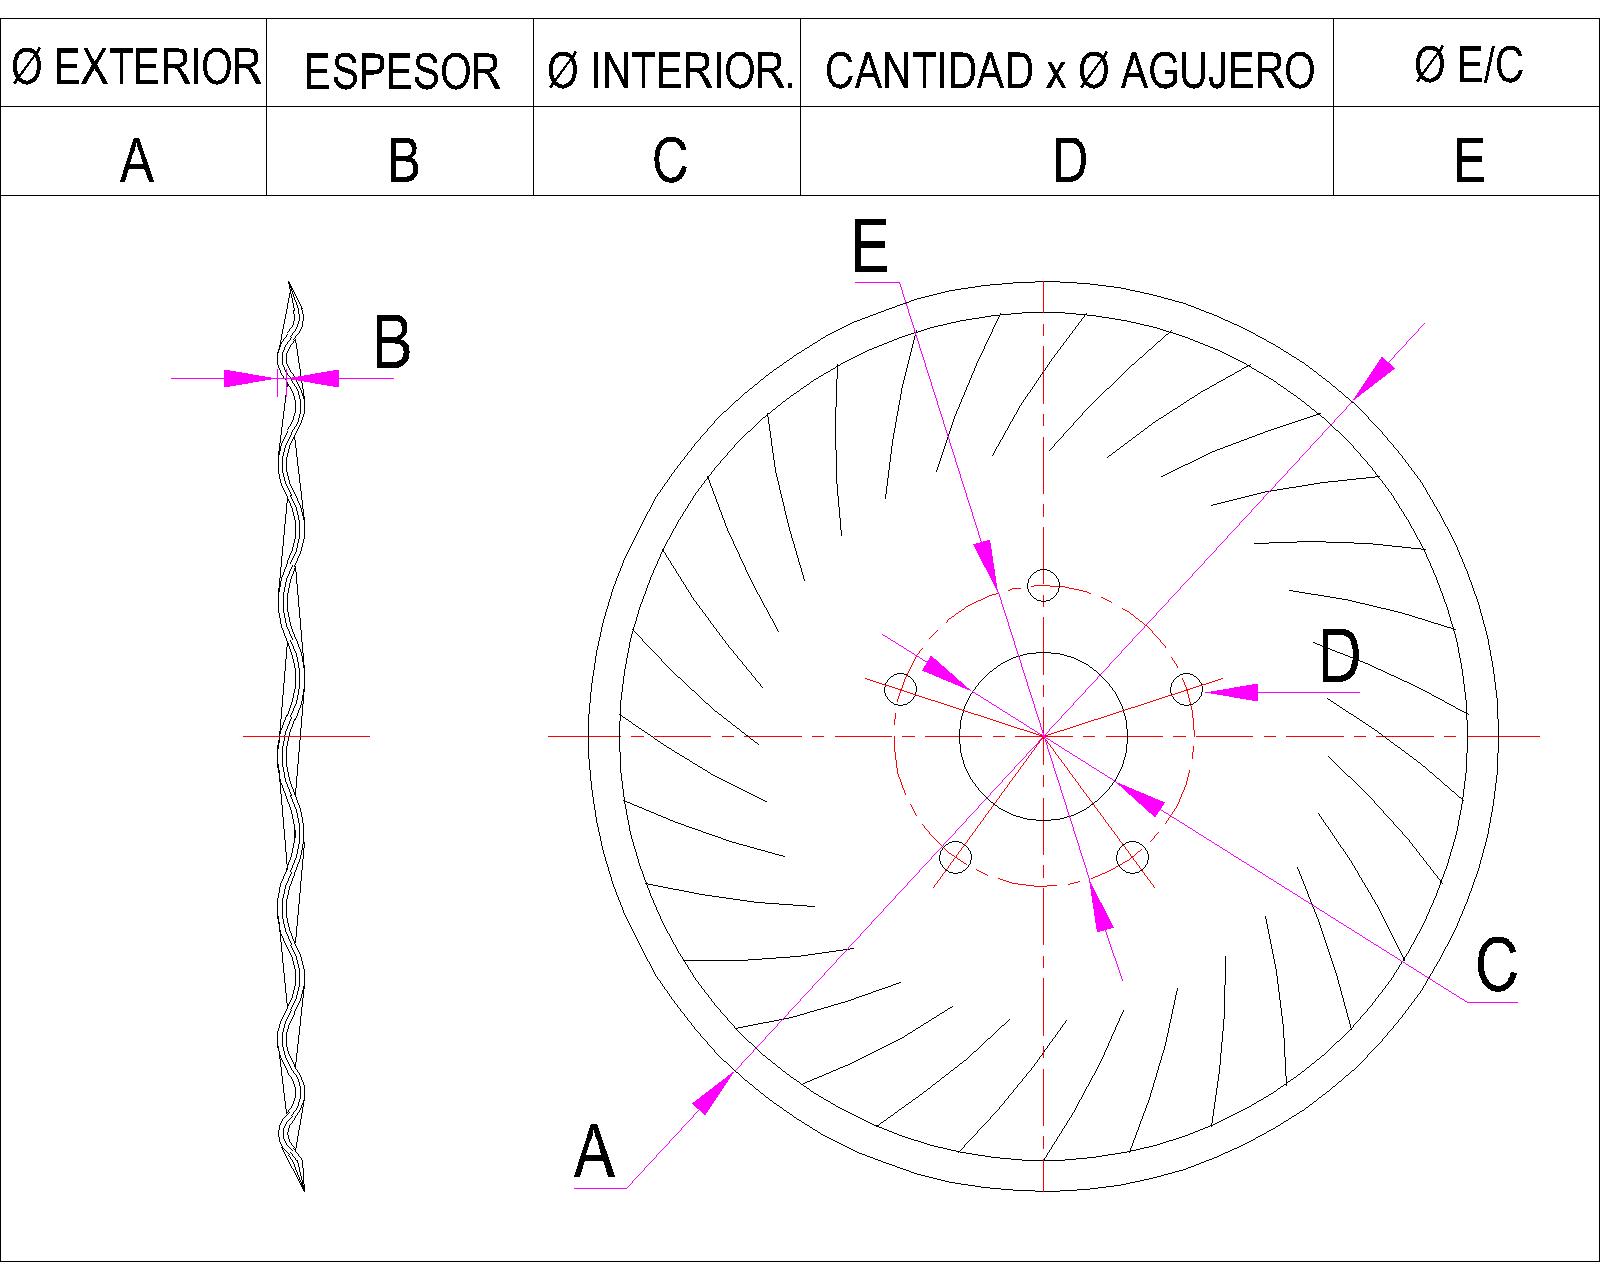 Ø EXTERIOR ESPESOR Ø INTERIOR. CANTIDAD x Ø AGUJERO Ø E/C
A B C D E
E
B
D
C
A